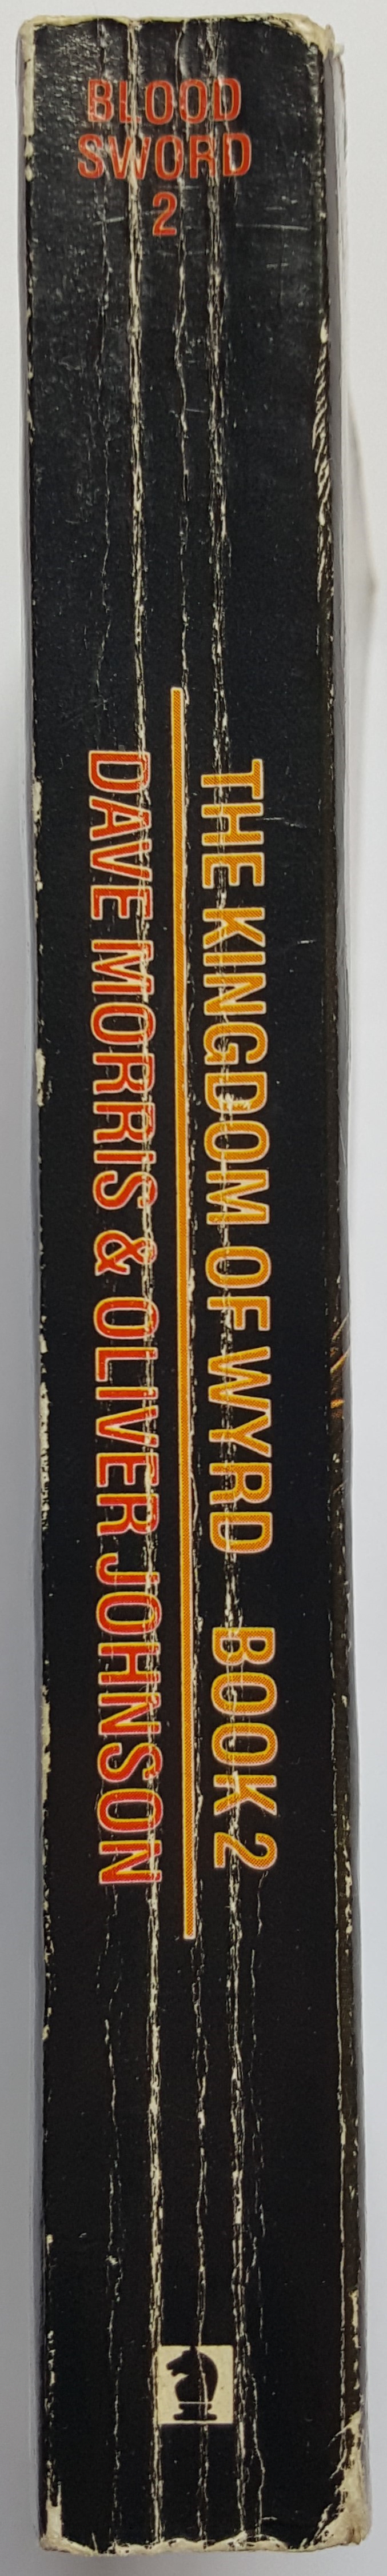 BLOOD
SWORD
2
THE KINGDOM OF WYRD BOOK 2
DAVE MORRIS & OLIVER JOHNSON